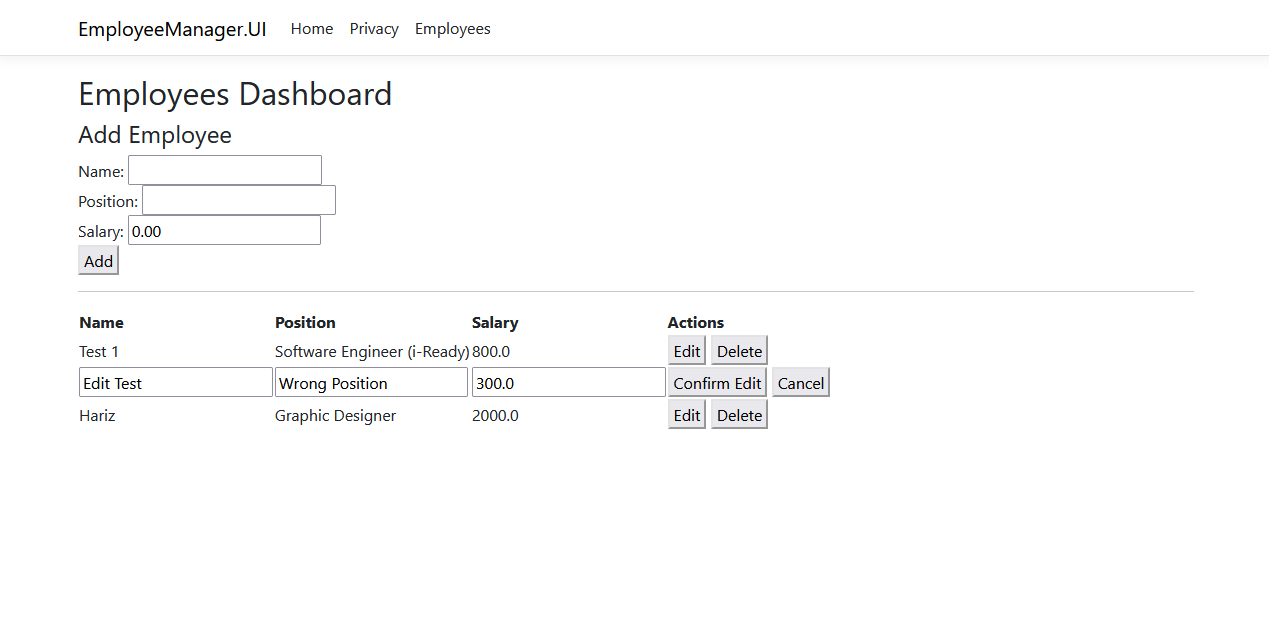 EmployeeManager.UI Home Privacy Employees
Employees Dashboard
Add Employee
Name:
Position:
Salary: 0.00
Add
Name Position Salary Actions
Test 1 Software Engineer (i-Ready) 800.0 Edit Delete
Edit Test Wrong Position 300.0 Confirm Edit Cancel
Hariz Graphic Designer 2000.0 Edit Delete